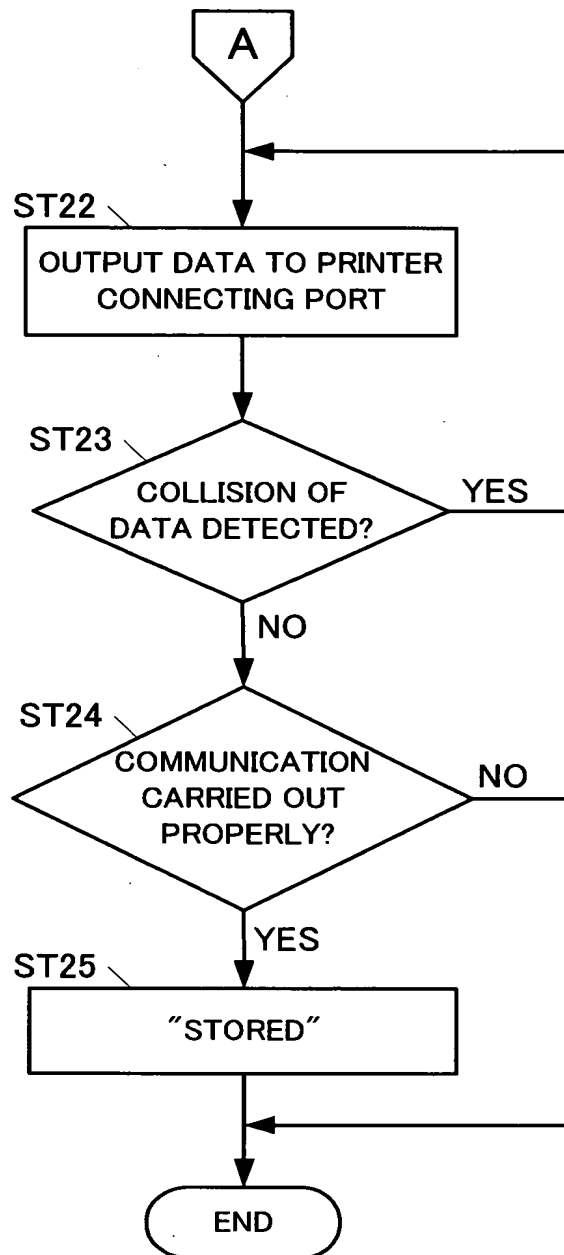 A
ST22
OUTPUT DATA TO PRINTER
CONNECTING PORT
ST23
COLLISION OF
DATA DETECTED?
YES
NO
ST24
COMMUNICATION
CARRIED OUT
PROPERLY?
NO
YES
ST25
"STORED"
END